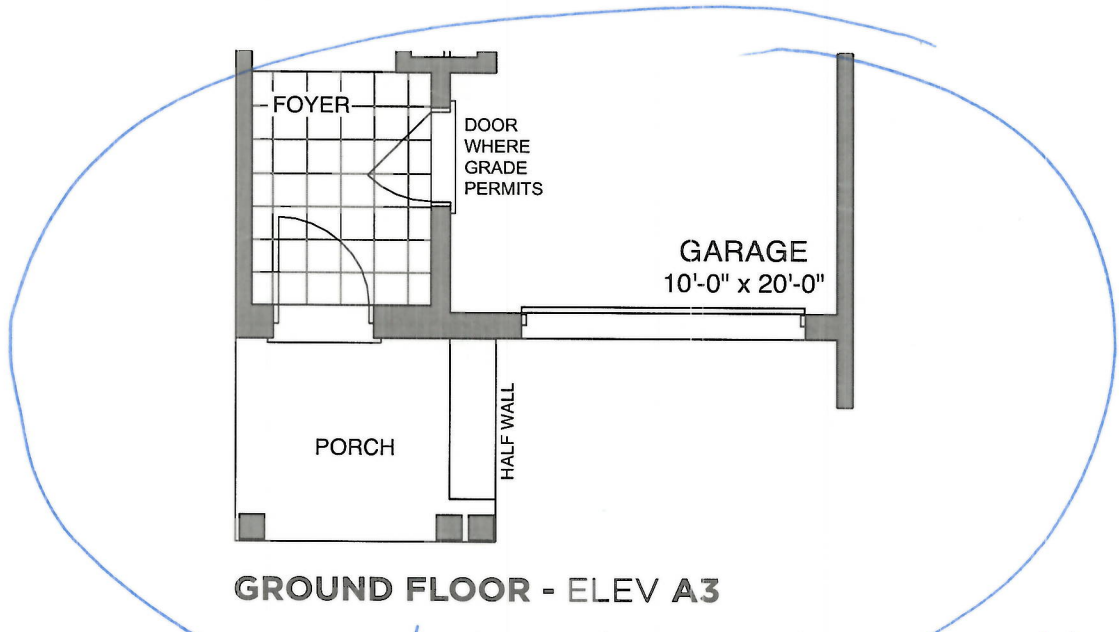 FOYER
DOOR
WHERE
GRADE
PERMITS
GARAGE
10'-0" x 20'-0"
HALF WALL
PORCH
GROUND FLOOR - ELEV A3